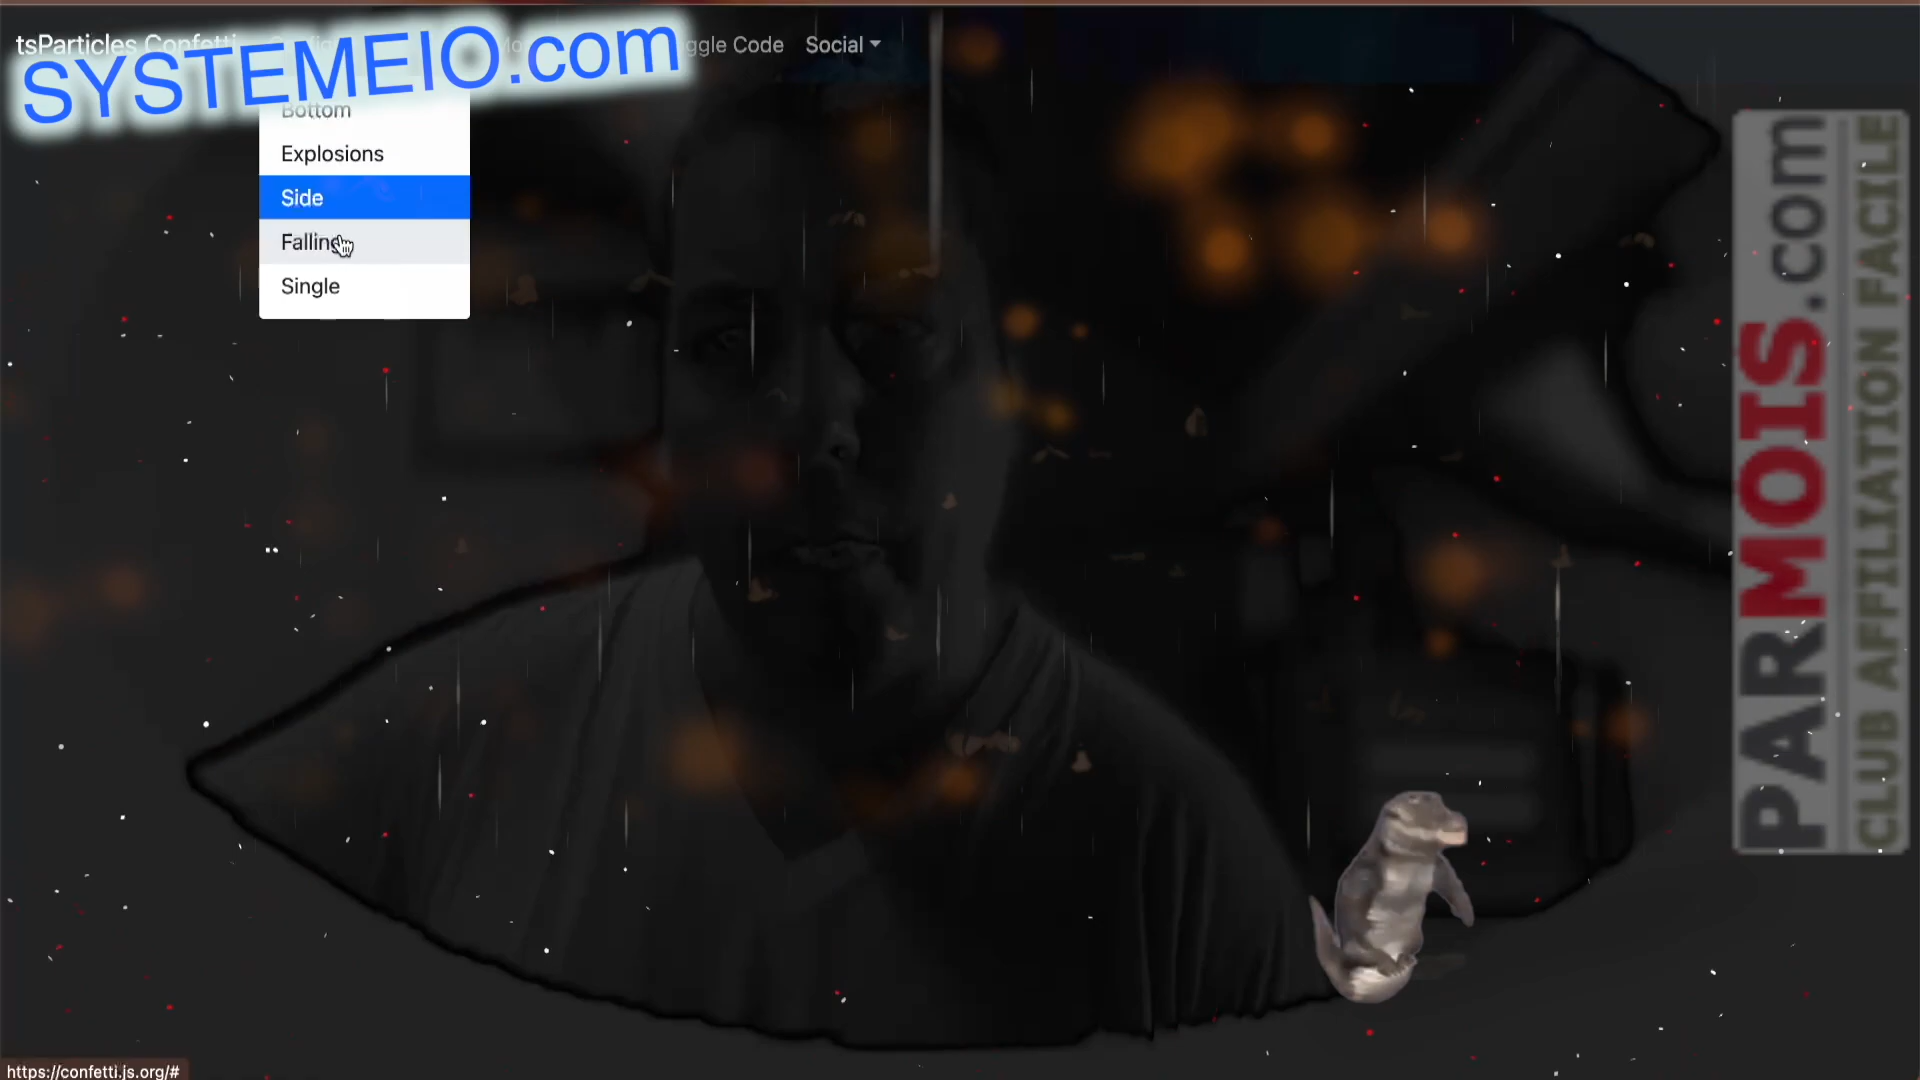 tsParticles Confetti
SYSTEMEIO.com
ggle Code
Social
Bottom
Explosions
Side
Falling
Single
PARMOIS.com
CLUB AFFILIATION FACILE
https://confetti.js.org/#